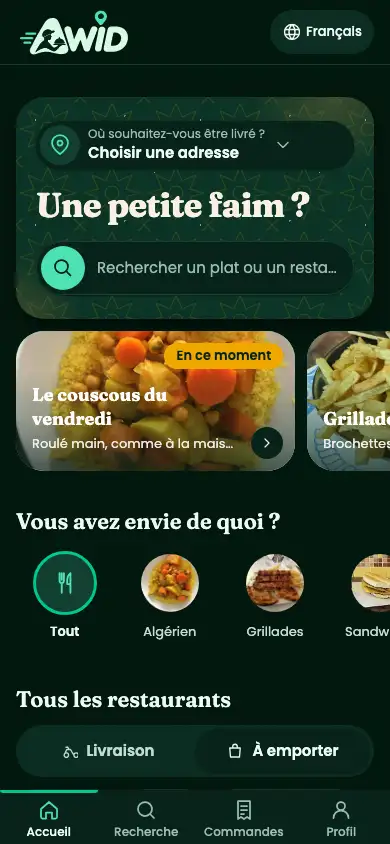 AWID
Français
Où souhaitez-vous être livré ?
Choisir une adresse
Une petite faim ?
Rechercher un plat ou un resta…
En ce moment
Le couscous du
vendredi
Roulé main, comme à la mais…
Grillad
Brochettes
Vous avez envie de quoi ?
Tout
Algérien
Grillades
Sandw
Tous les restaurants
Livraison
À emporter
Accueil
Recherche
Commandes
Profil